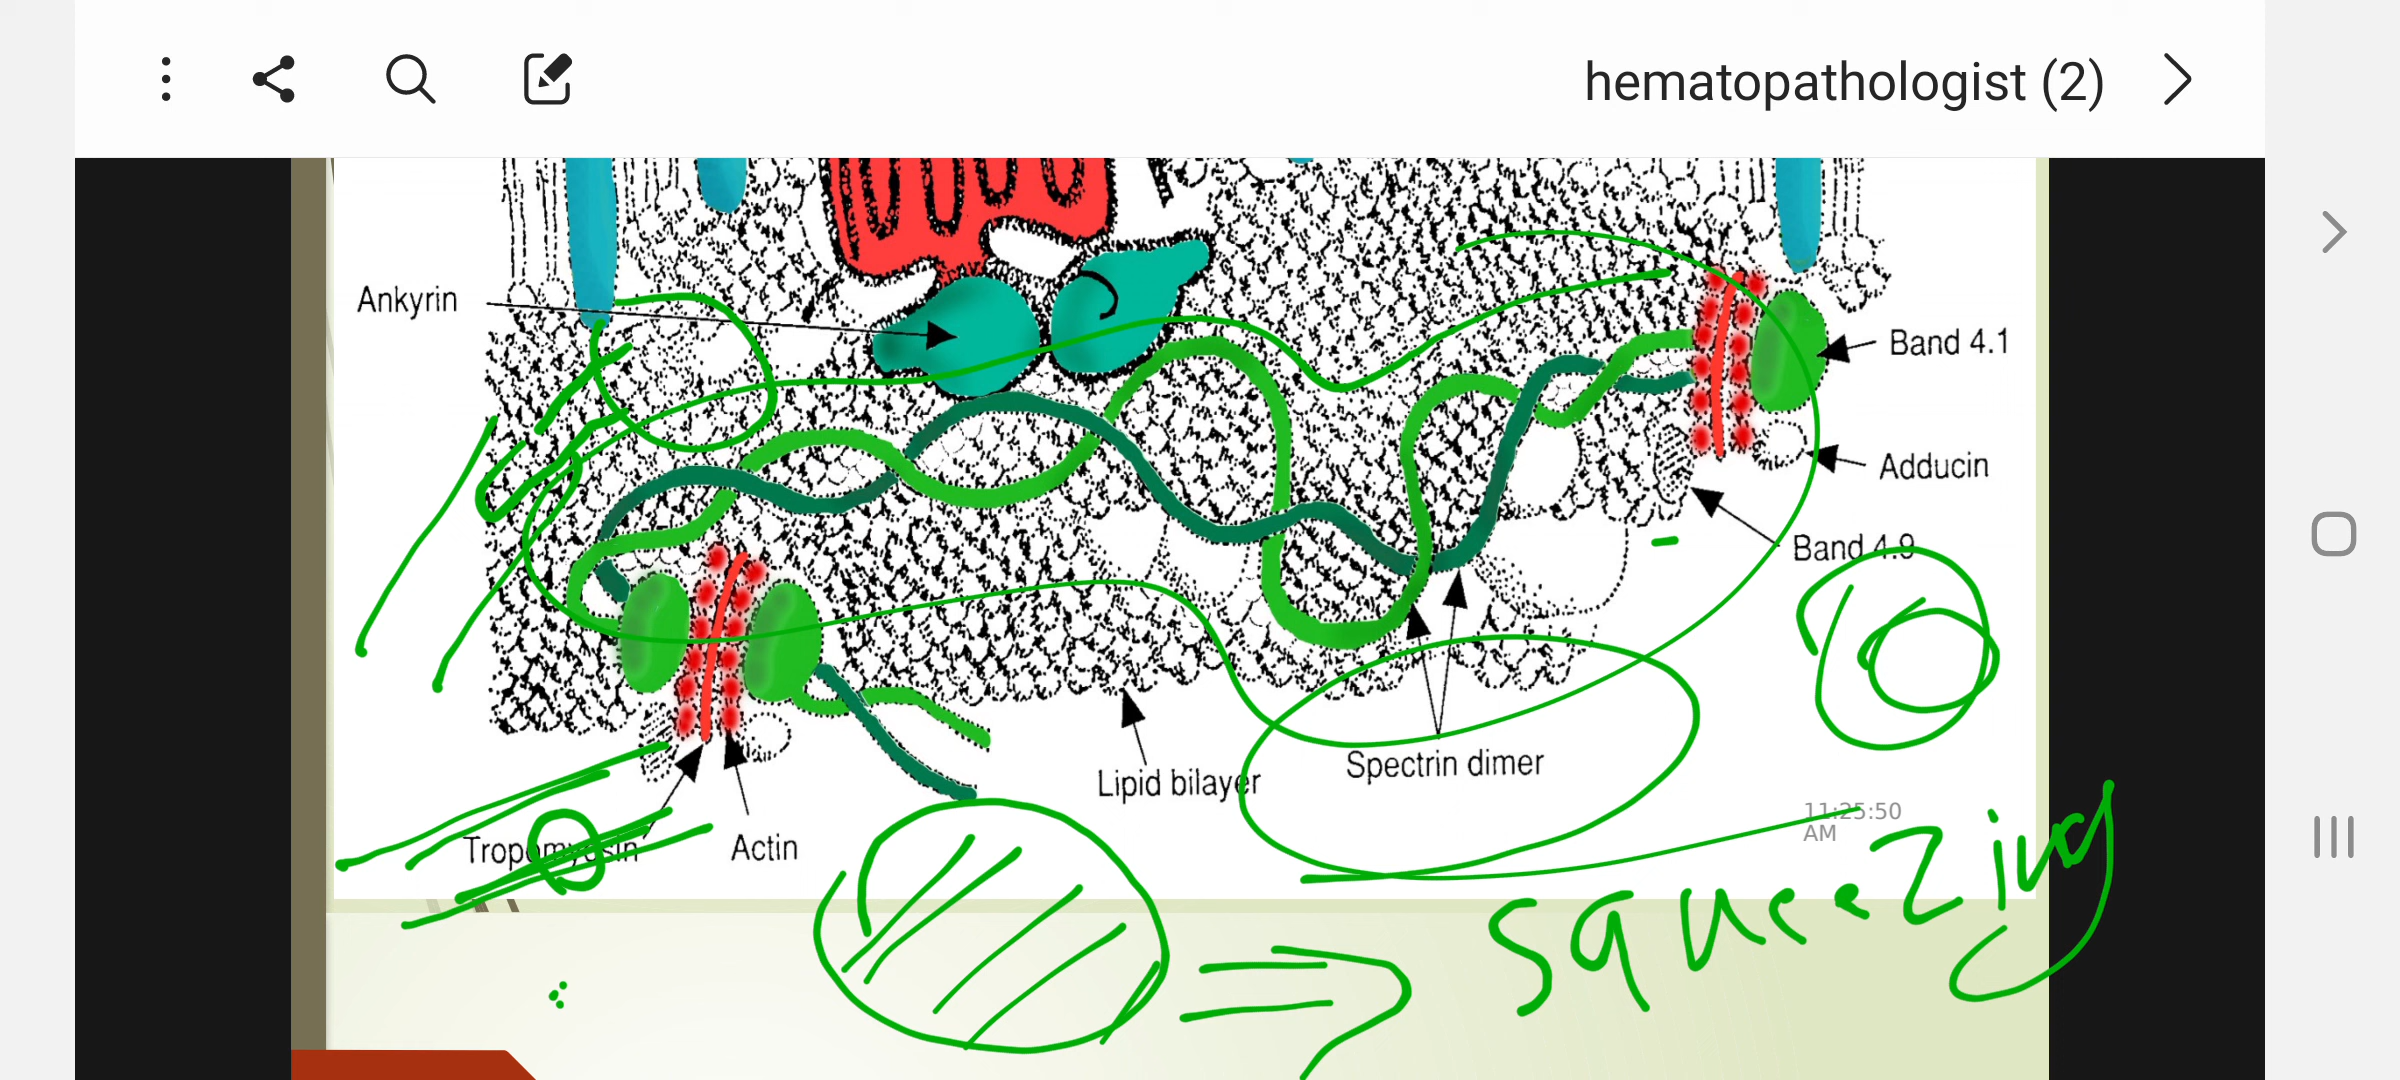 hematopathologist (2)
Ankyrin
Band 4.1
Adducin
Band 4.9
Spectrin dimer
Lipid bilayer
11:25:50
AM
Tropomyosin
Actin
squeezing